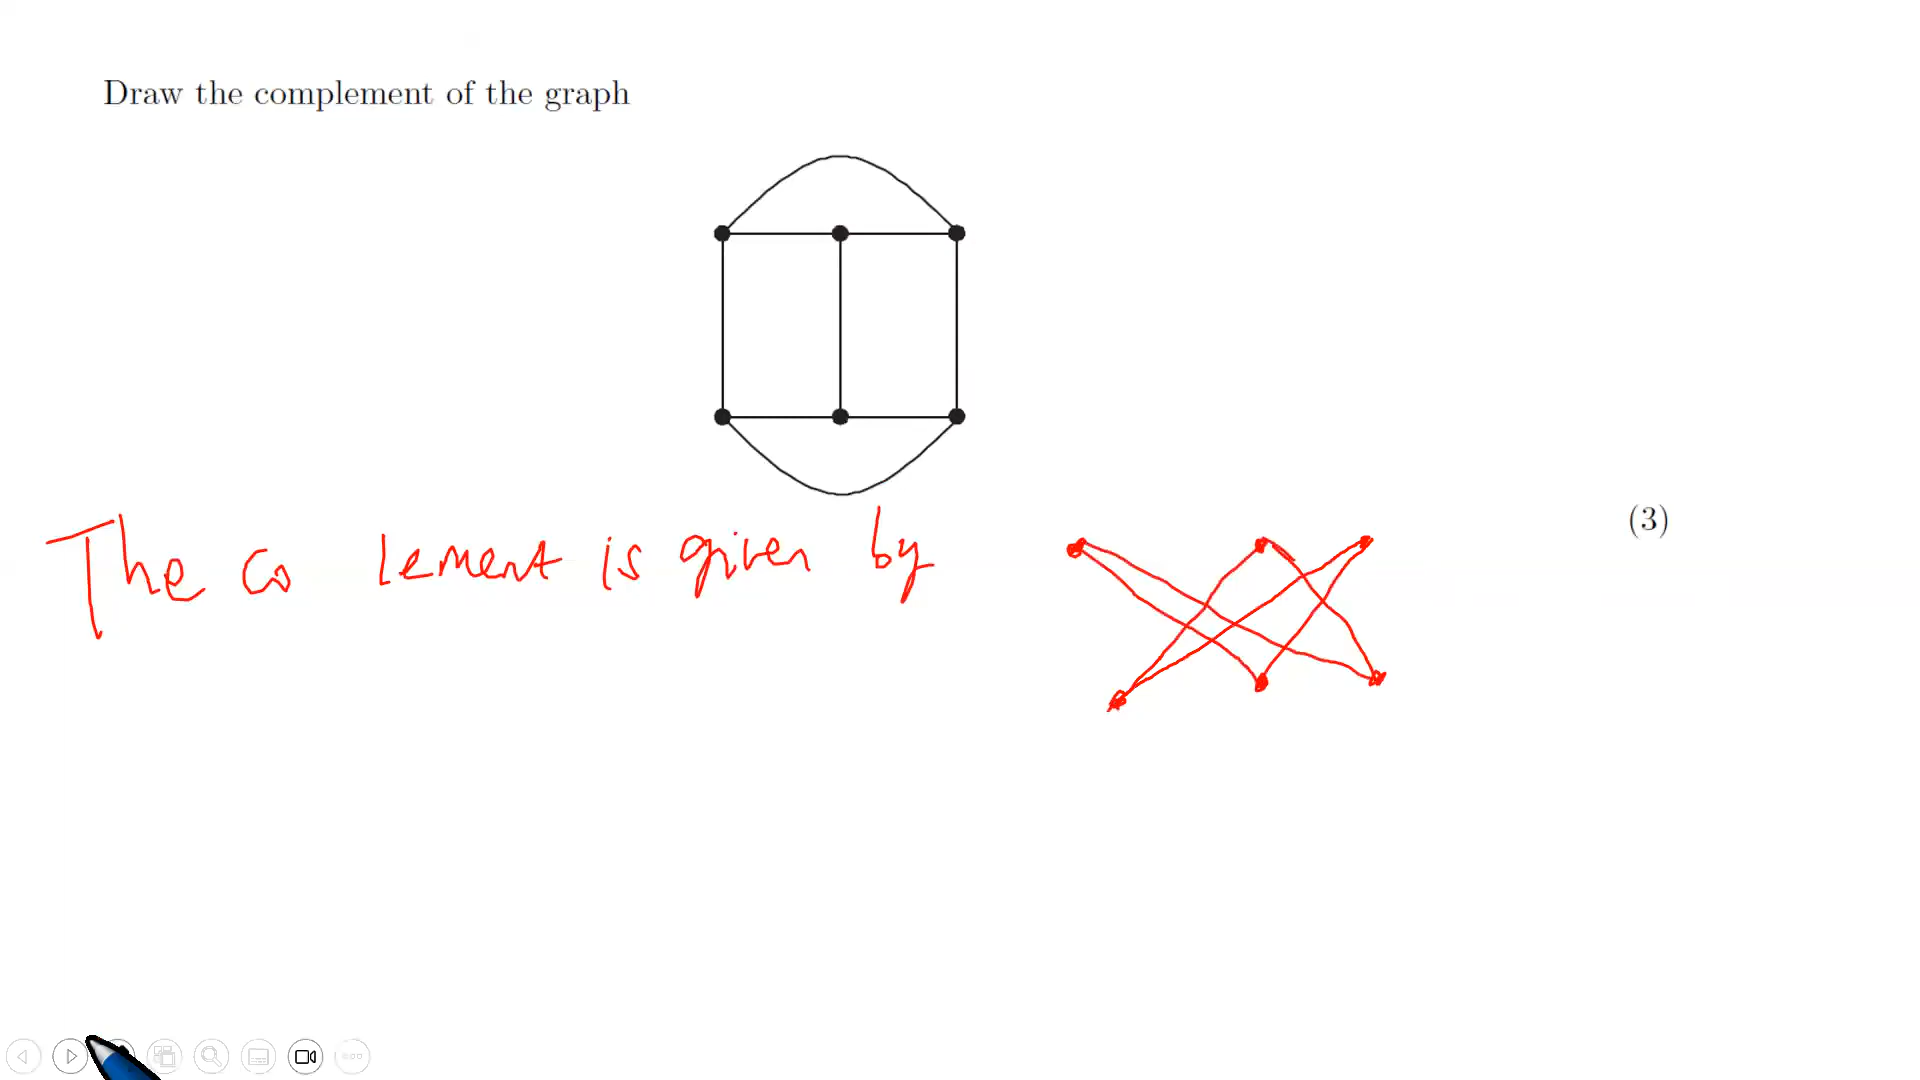 Draw the complement of the graph
(3)
The co lement is given by